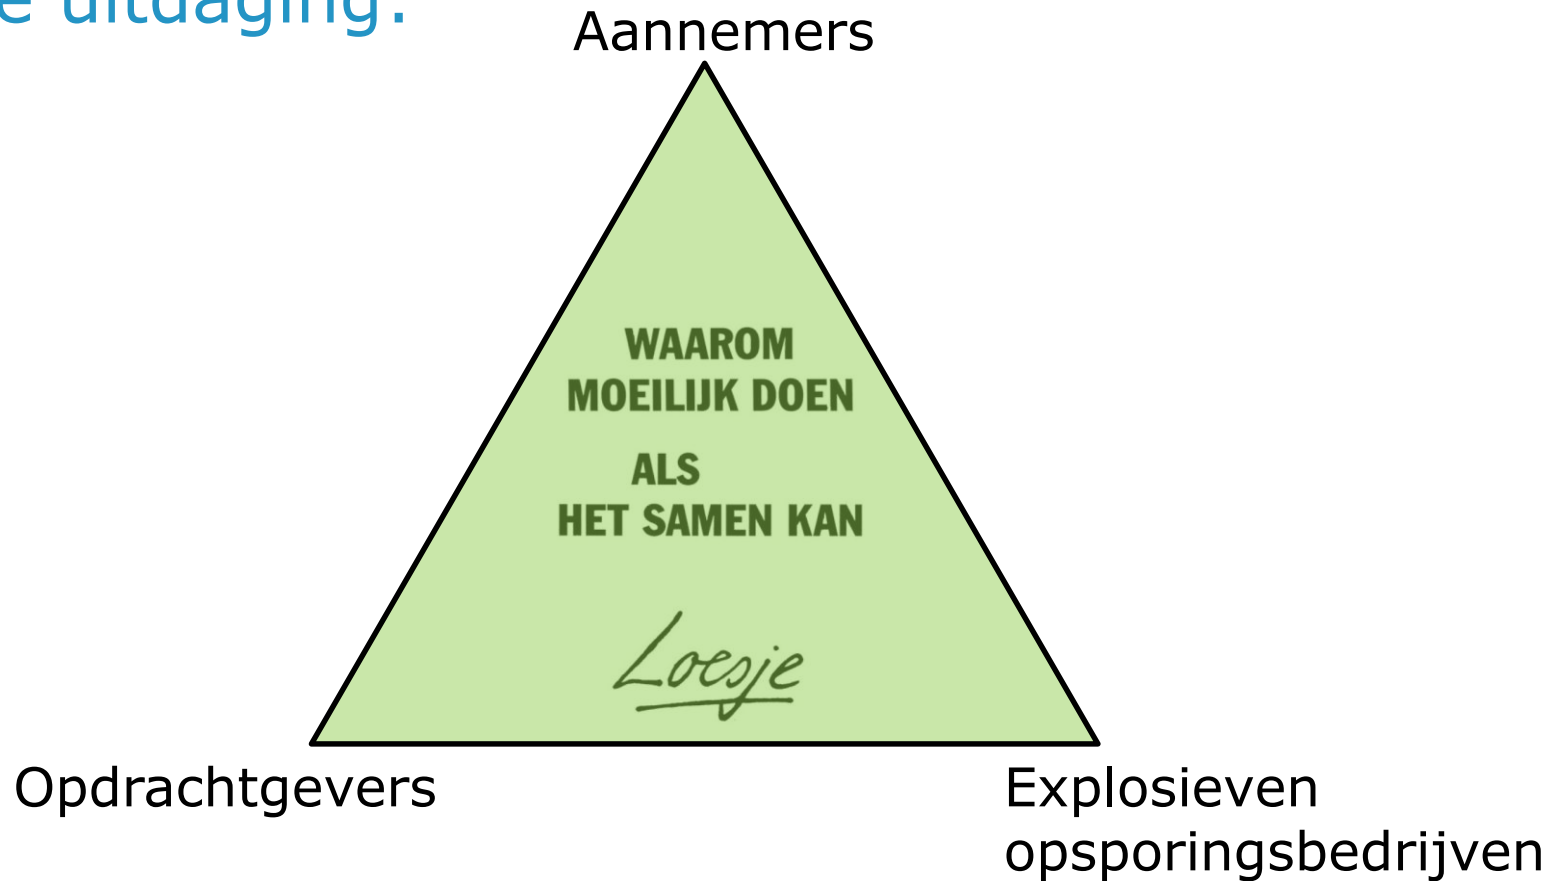 e uitdaging:
Aannemers
WAAROM
MOEILIJK DOEN
ALS
HET SAMEN KAN
Loesje
Opdrachtgevers
Explosieven
opsporingsbedrijven